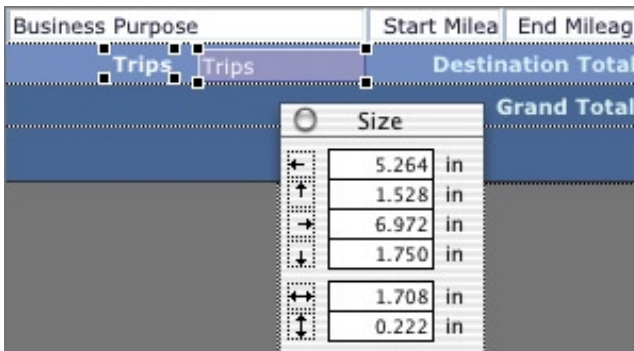 Business Purpose Start Milea End Mileag
Trips Trips Destination Total
Grand Total
Size
5.264 in
1.528 in
6.972 in
1.750 in
1.708 in
0.222 in